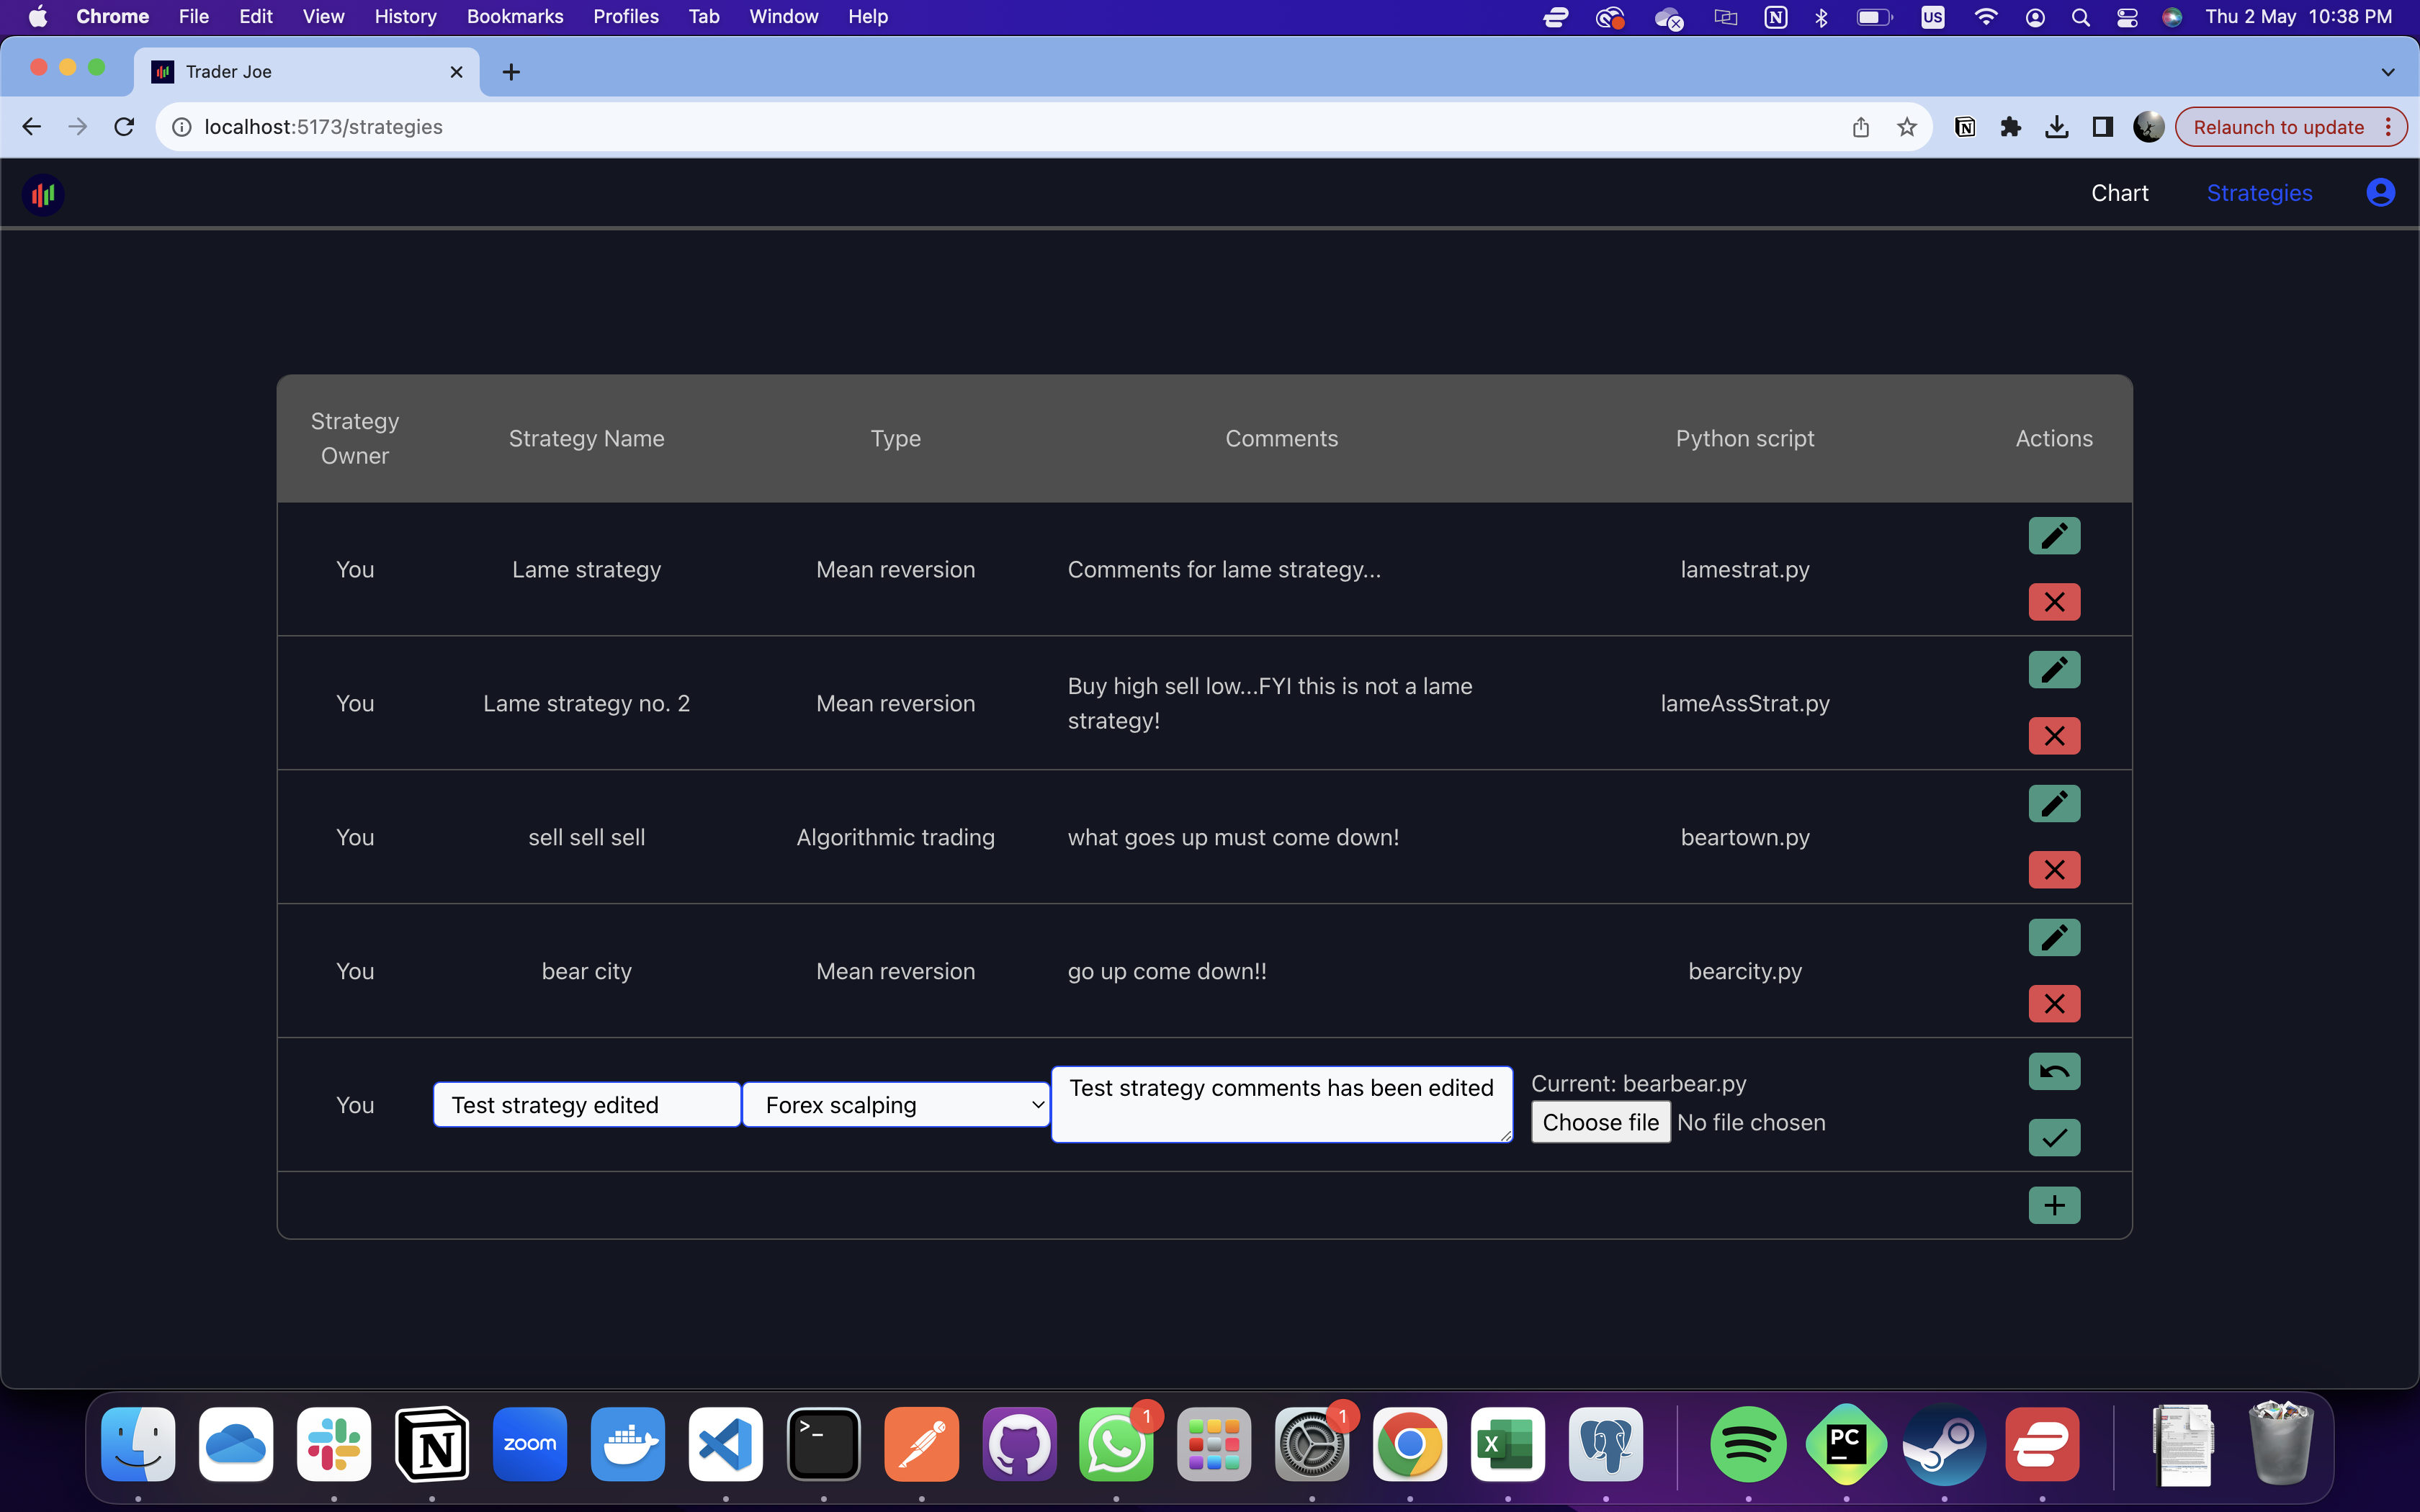 Chrome File Edit View History Bookmarks Profiles Tab Window Help N US Thu 2 May 10:38 PM
Trader Joe
localhost:5173/strategies N Relaunch to update
Chart Strategies
Strategy
Owner
Strategy Name Type Comments Python script Actions
You Lame strategy Mean reversion Comments for lame strategy... lamestrat.py
You Lame strategy no. 2 Mean reversion Buy high sell low...FYI this is not a lame
strategy!
lameAssStrat.py
You sell sell sell Algorithmic trading what goes up must come down! beartown.py
You bear city Mean reversion go up come down!! bearcity.py
You Test strategy edited Forex scalping Test strategy comments has been edited Current: bearbear.py
Choose file No file chosen
N zoom >_ 1 1 X PC